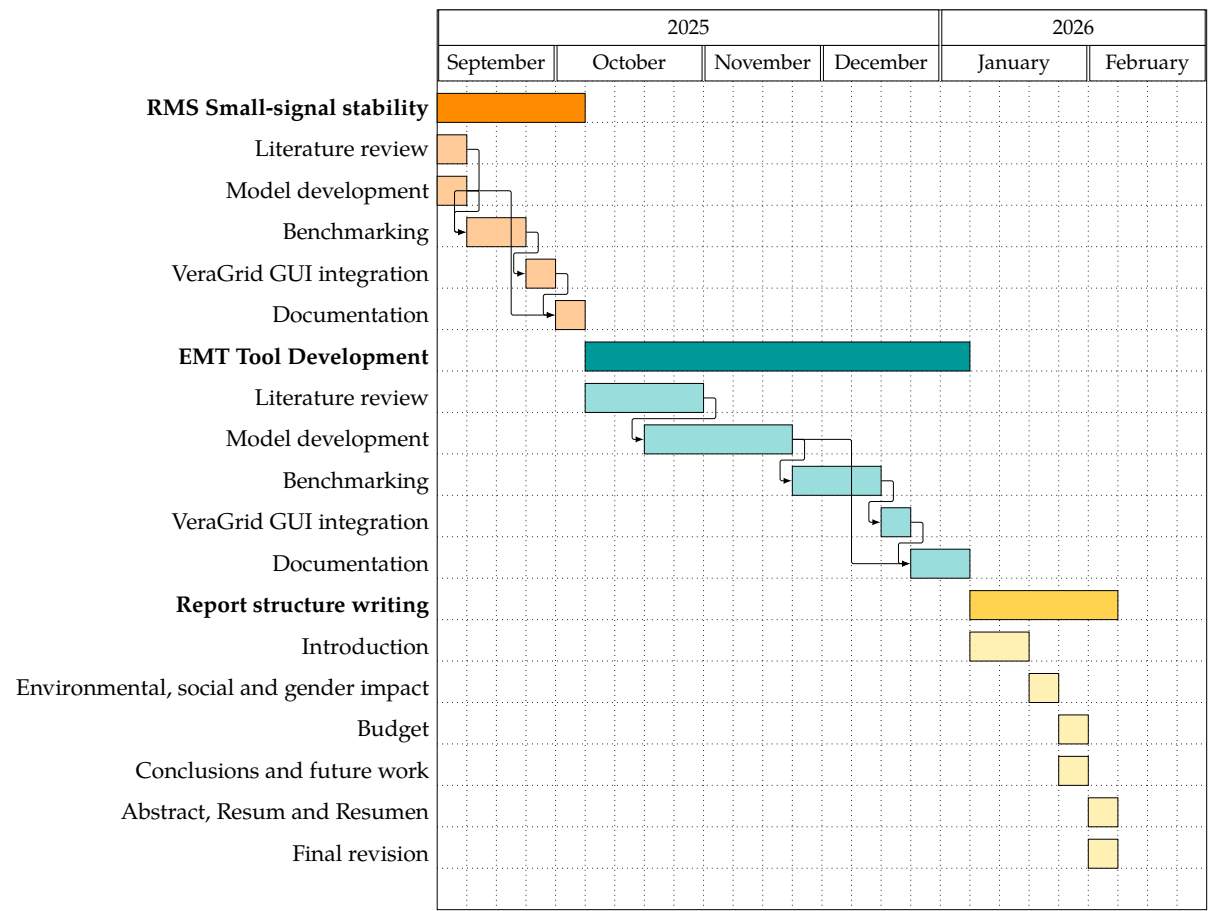 2025 2026
September October November December January February
RMS Small-signal stability
Literature review
Model development
Benchmarking
VeraGrid GUI integration
Documentation
EMT Tool Development
Literature review
Model development
Benchmarking
VeraGrid GUI integration
Documentation
Report structure writing
Introduction
Environmental, social and gender impact
Budget
Conclusions and future work
Abstract, Resum and Resumen
Final revision